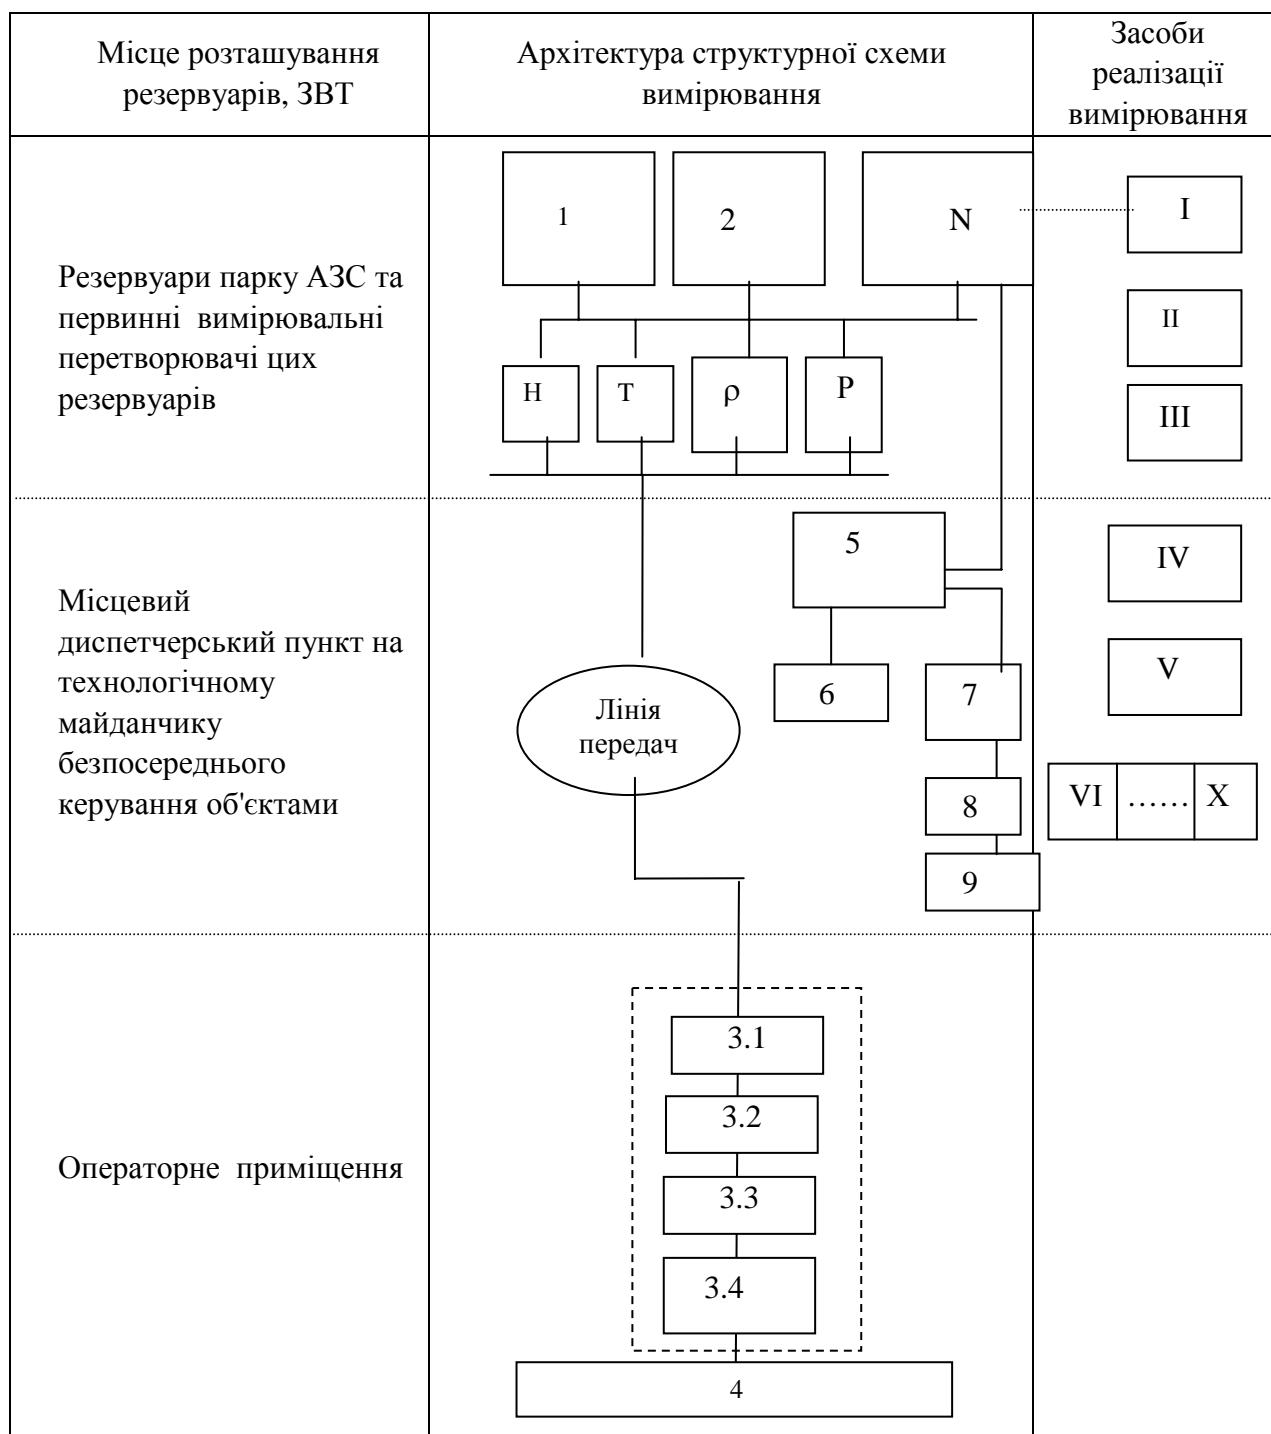 Місце розташування
резервуарів, ЗВТ
Архітектура структурної схеми
вимірювання
Засоби
реалізації
вимірювання
Резервуари парку АЗС та
первинні вимірювальні
перетворювачі цих
резервуарів
1
2
N
I
II
III
Н
Т
ρ
Р
Місцевий
диспетчерський пункт на
технологічному
майданчику
безпосереднього
керування об'єктами
5
6
7
8
9
Лінія
передач
IV
V
VI
......
X
Операторне приміщення
3.1
3.2
3.3
3.4
4